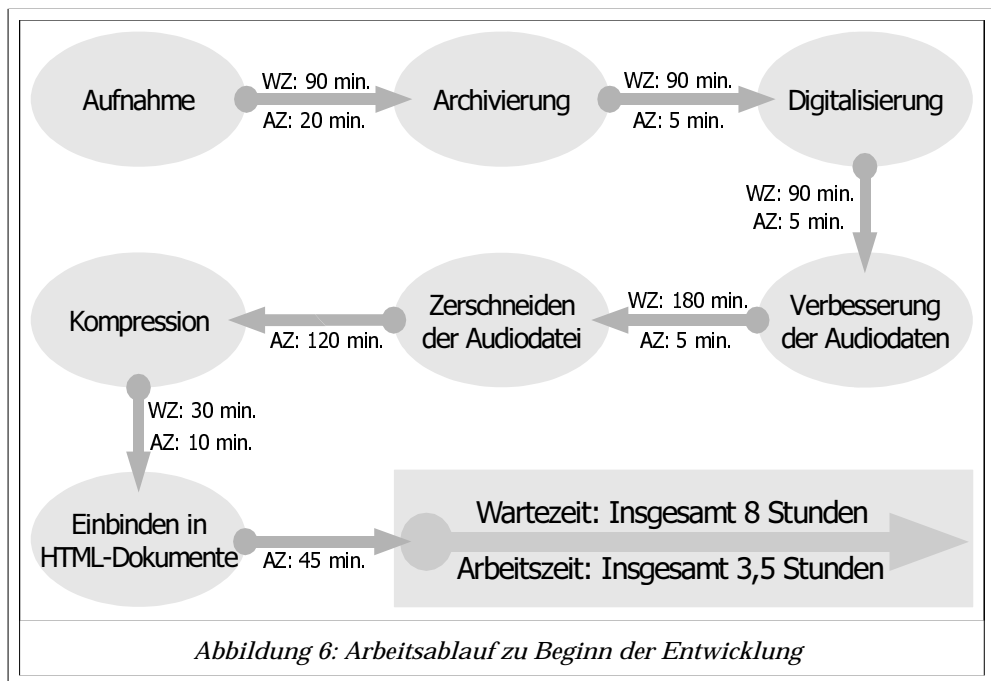 Aufnahme
WZ: 90 min.
AZ: 20 min.
Archivierung
WZ: 90 min.
AZ: 5 min.
Digitalisierung
WZ: 90 min.
AZ: 5 min.
Verbesserung
der Audiodaten
WZ: 180 min.
AZ: 5 min.
Zerschneiden
der Audiodatei
AZ: 120 min.
Kompression
WZ: 30 min.
AZ: 10 min.
Einbinden in
HTML-Dokumente
AZ: 45 min.
Wartezeit: Insgesamt 8 Stunden
Arbeitszeit: Insgesamt 3,5 Stunden
Abbildung 6: Arbeitsablauf zu Beginn der Entwicklung